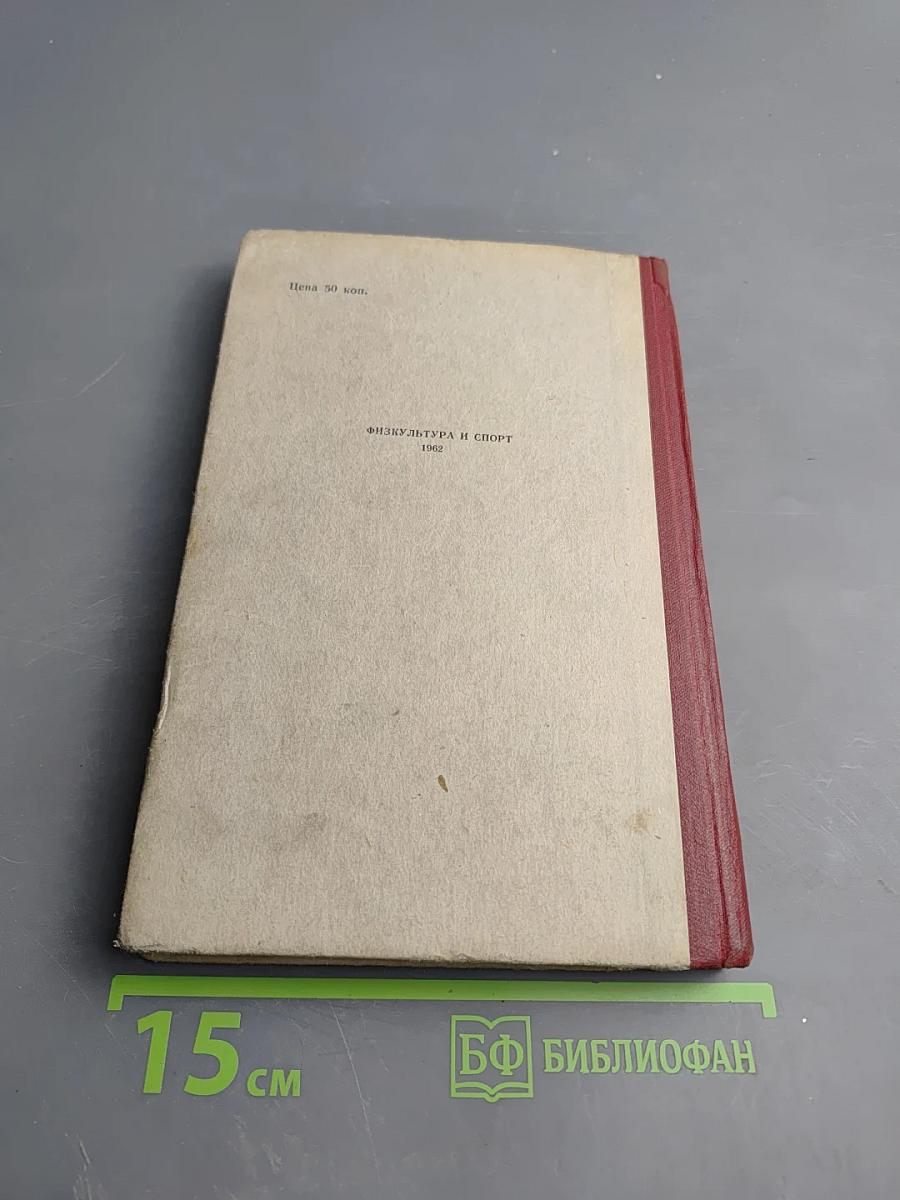 Цена 50 коп.
ФИЗКУЛЬТУРА И СПОРТ
1962
15 см
БФ БИБЛИОФАН